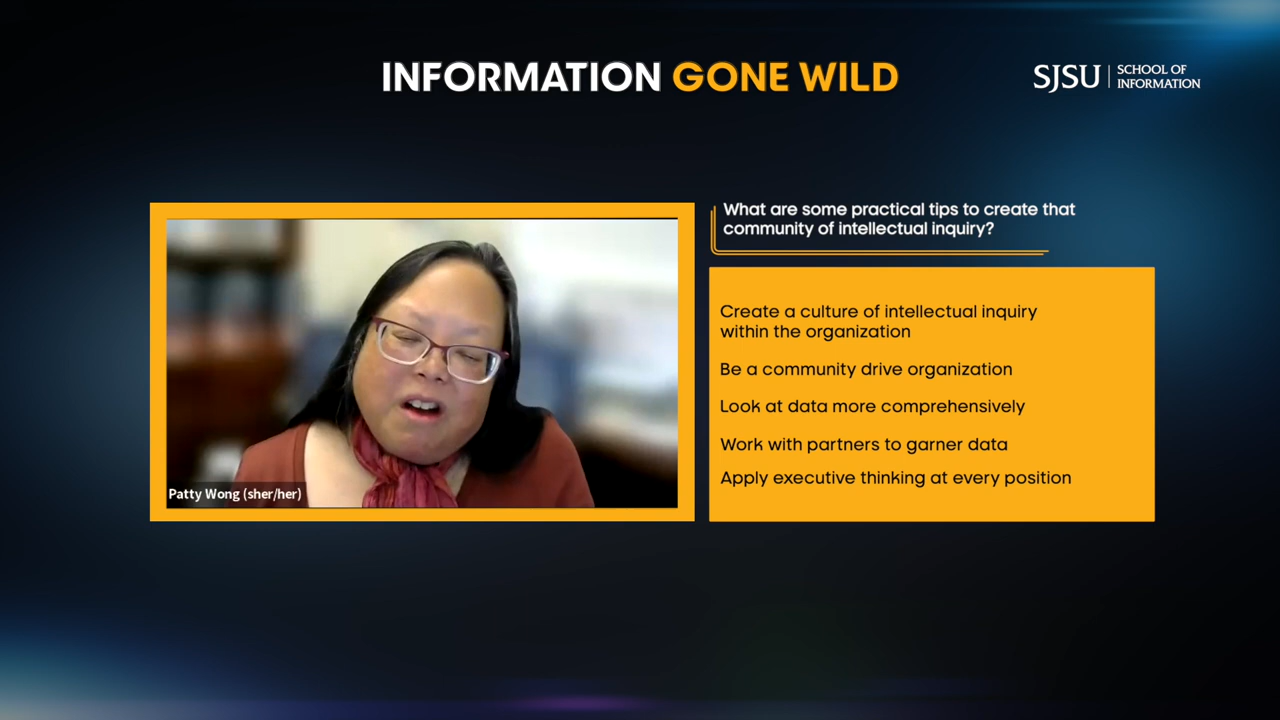 INFORMATION GONE WILD
SJSU SCHOOL OF
INFORMATION
What are some practical tips to create that
community of intellectual inquiry?
Create a culture of intellectual inquiry
within the organization
Be a community drive organization
Look at data more comprehensively
Work with partners to garner data
Apply executive thinking at every position
Patty Wong (sher/her)